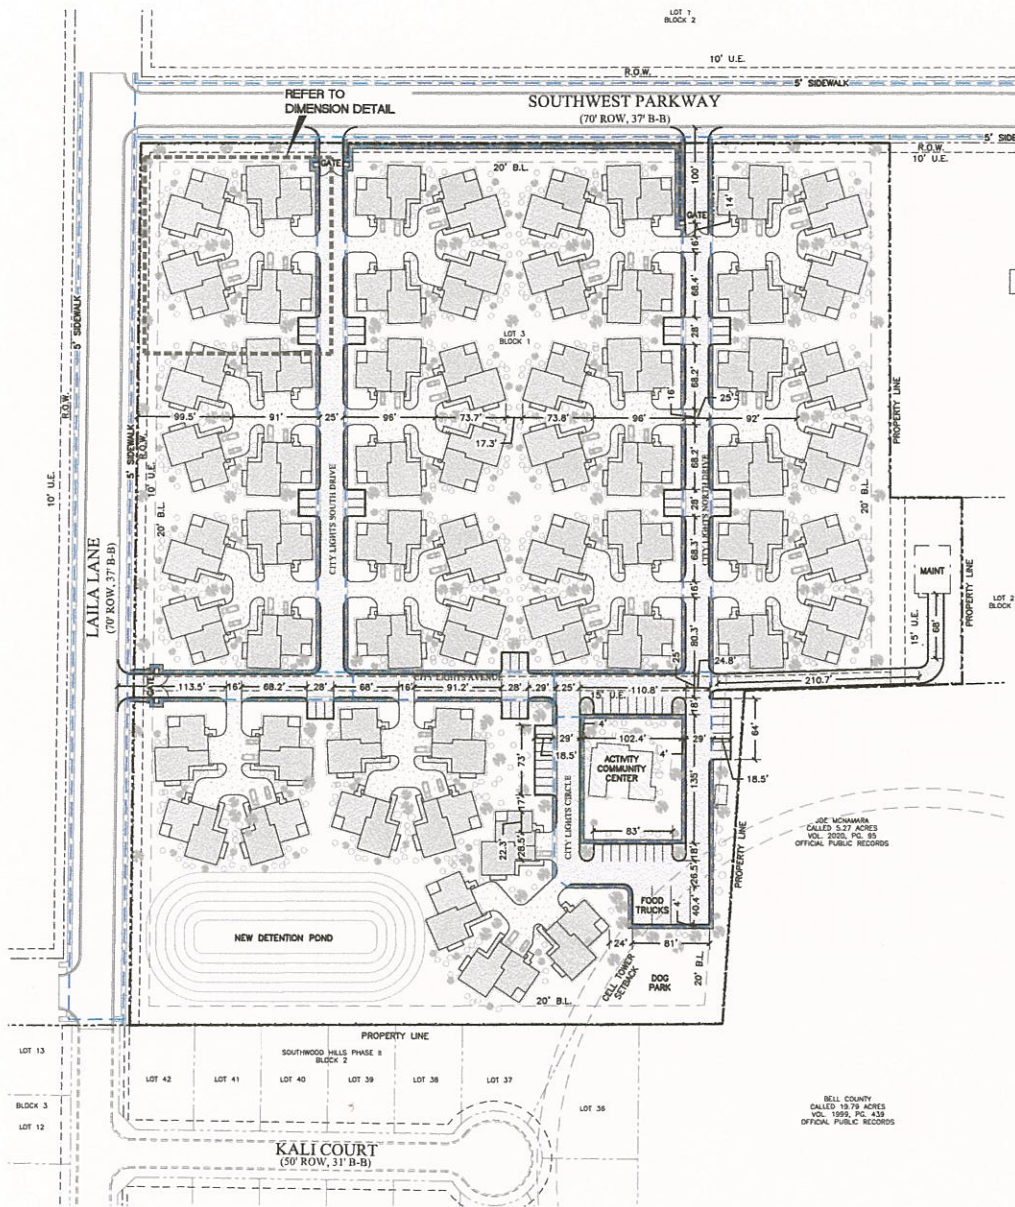 LOT 1
BLOCK 2
10' U.E.
R.O.W.
5' SIDEWALK
REFER TO
DIMENSION DETAIL
SOUTHWEST PARKWAY
(70' ROW, 37' B-B)
R.O.W.
10' U.E.
GATE
20' B.L.
100'
14'
GATE
16'
68.4'
28'
68.2'
LOT 3
BLOCK 1
5' SIDEWALK
R.O.W.
16'
25'
PROPERTY LINE
99.5'
91'
25'
96'
73.7'
73.8'
96'
92'
17.3'
68.2'
5' SIDEWALK
R.O.W.
10' U.E.
20' B.L.
10' U.E.
CITY LIGHTS SOUTH DRIVE
28'
CITY LIGHTS NORTH DRIVE
20' B.L.
68.3'
16'
LAILA LANE
(70' ROW, 37' B-B)
MAINT
PROPERTY LINE
LOT 2
BLOCK
15' U.E.
68'
80.3'
25'
24.8'
CITY LIGHTS AVENUE
210.7'
GATE
113.5'
16'
68.2'
28'
68'
16'
91.2'
28'
29'
25'
110.8'
15' U.E.
18'
4'
29'
102.4'
29'
64'
18.5'
4'
73'
ACTIVITY
COMMUNITY
CENTER
135'
18.5'
17'
CITY LIGHTS CIRCLE
83'
22.3'
28.5'
18'
26.5'
PROPERTY LINE
JOE MCNAMARA
CALLED 5.27 ACRES
VOL. 2020, PG. 95
OFFICIAL PUBLIC RECORDS
FOOD
TRUCKS
4'
40.4'
NEW DETENTION POND
24'
81'
CELL TOWER
SETBACK
DOG
PARK
20' B.L.
20' B.L.
PROPERTY LINE
LOT 13
SOUTHWOOD HILLS PHASE II
BLOCK 2
LOT 42
LOT 41
LOT 40
LOT 39
LOT 38
LOT 37
LOT 36
BLOCK 3
LOT 12
BELL COUNTY
CALLED 19.79 ACRES
VOL. 1999, PG. 439
OFFICIAL PUBLIC RECORDS
KALI COURT
(50' ROW, 31' B-B)